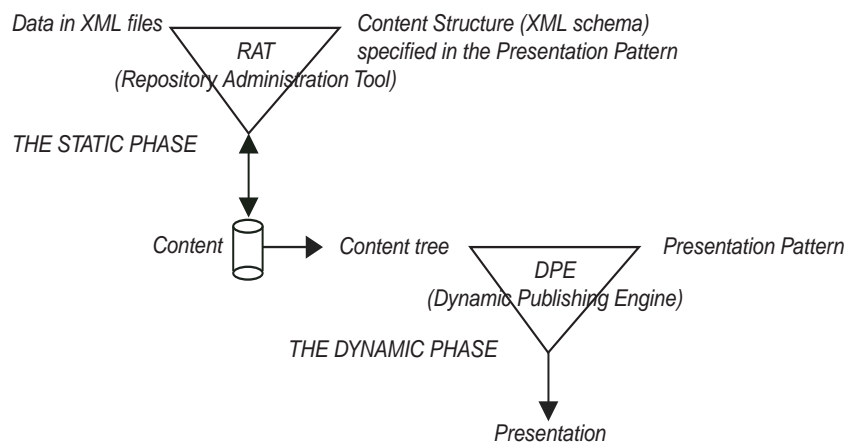 Data in XML files
Content Structure (XML schema)
specified in the Presentation Pattern
RAT
(Repository Administration Tool)
THE STATIC PHASE
Content
Content tree
Presentation Pattern
DPE
(Dynamic Publishing Engine)
THE DYNAMIC PHASE
Presentation